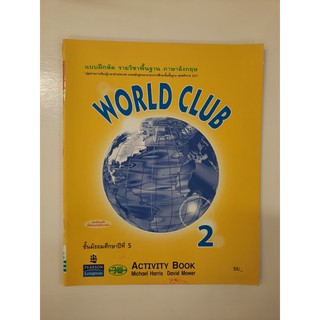 แบบฝึกหัด รายวิชาพื้นฐาน ภาษาอังกฤษ
WORLD CLUB
2
ชั้นมัธยมศึกษาปีที่ 5
PEARSON
Longman
ACTIVITY BOOK
Michael Harris David Mower